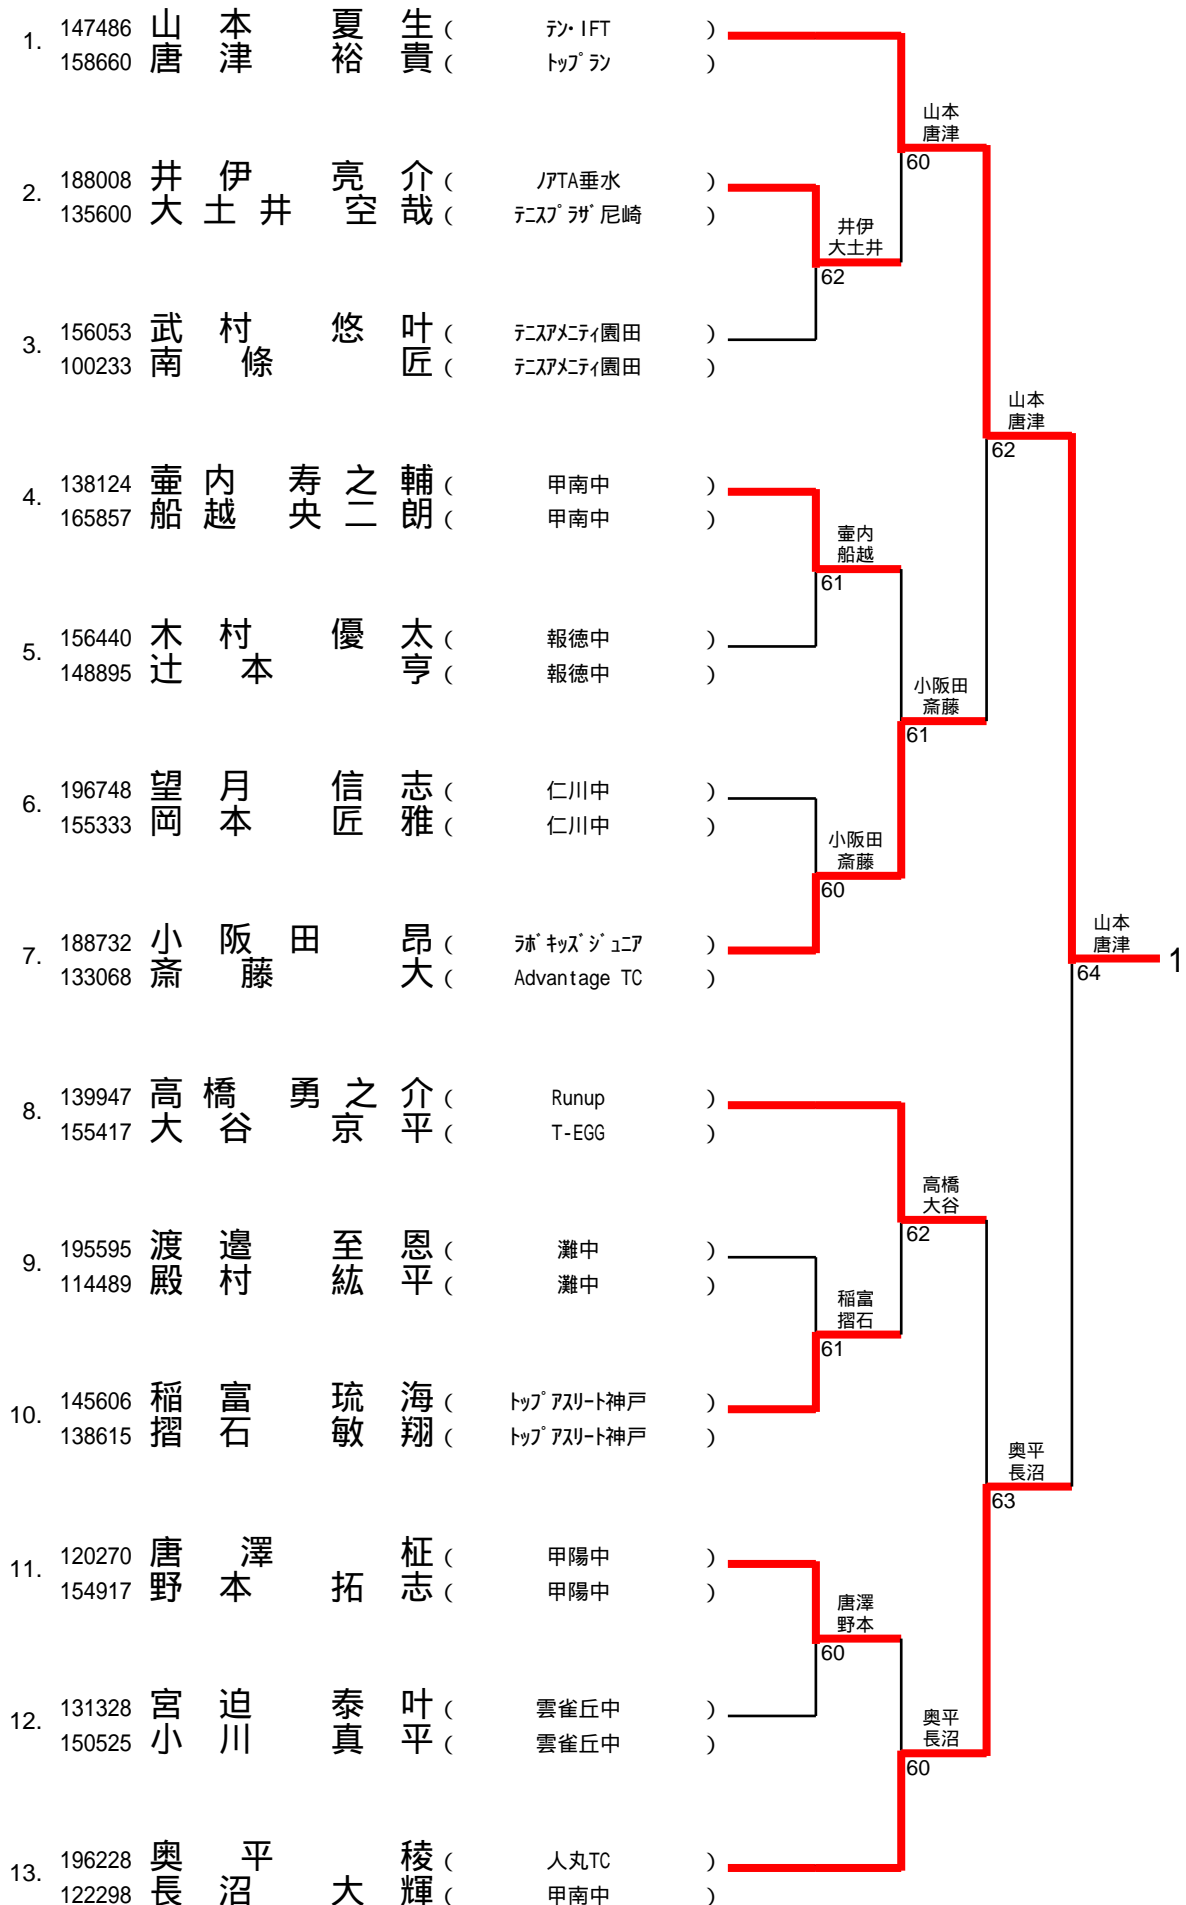 1. 147486 山本 夏生 ( テン・IFT )
158660 唐津 裕貴 ( トップラン )
山本
唐津
60
2. 188008 井伊 亮介 ( ノアTA垂水 )
135600 大土井 空哉 ( テニスプラザ尼崎 )
井伊
大土井
62
3. 156053 武村 悠叶 ( テニスアメニティ園田 )
100233 南條 匠 ( テニスアメニティ園田 )
山本
唐津
62
4. 138124 壷内 寿之輔 ( 甲南中 )
165857 船越 央二朗 ( 甲南中 )
壷内
船越
61
5. 156440 木村 優太 ( 報徳中 )
148895 辻本 亨 ( 報徳中 )
小阪田
斎藤
61
6. 196748 望月 信志 ( 仁川中 )
155333 岡本 匠雅 ( 仁川中 )
小阪田
斎藤
60
7. 188732 小阪田 昂 ( ラボキッズジュニア )
133068 斎藤 大 ( Advantage TC )
山本
唐津
64
1
8. 139947 高橋 勇之介 ( Runup )
155417 大谷 京平 ( T-EGG )
高橋
大谷
62
9. 195595 渡邉 至恩 ( 灘中 )
114489 殿村 紘平 ( 灘中 )
稲富
摺石
61
10. 145606 稲富 琉海 ( トップアスリート神戸 )
138615 摺石 敏翔 ( トップアスリート神戸 )
奥平
長沼
63
11. 120270 唐澤 柾 ( 甲陽中 )
154917 野本 拓志 ( 甲陽中 )
唐澤
野本
60
12. 131328 宮迫 泰叶 ( 雲雀丘中 )
150525 小川 真平 ( 雲雀丘中 )
奥平
長沼
60
13. 196228 奥平 稜 ( 人丸TC )
122298 長沼 大輝 ( 甲南中 )